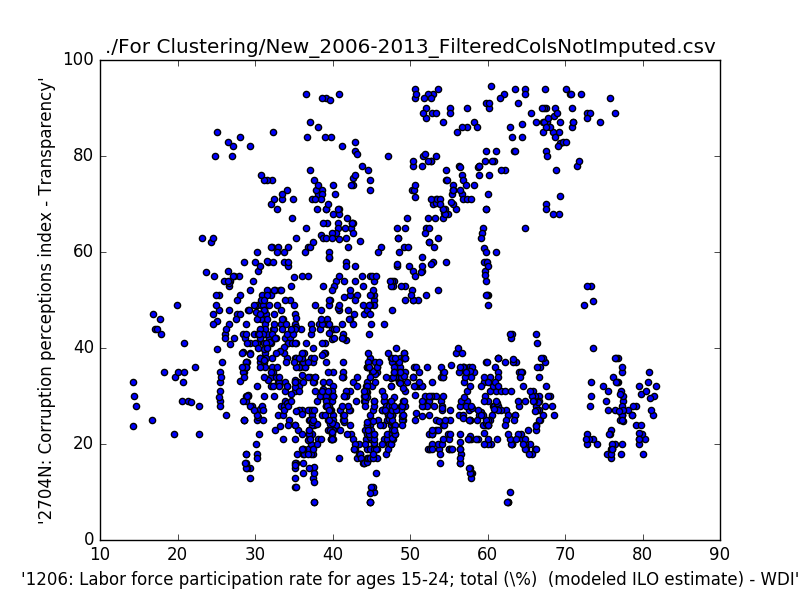 ./For Clustering/New_2006-2013_FilteredColsNotImputed.csv
100
80
60
40
20
0
'2704N: Corruption perceptions index - Transparency'
10 20 30 40 50 60 70 80 90
'1206: Labor force participation rate for ages 15-24; total (\%)  (modeled ILO estimate) - WDI'